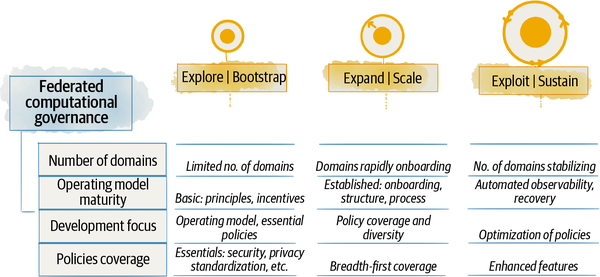 Explore | Bootstrap
Expand | Scale
Exploit | Sustain
Federated
computational
governance
Number of domains
Limited no. of domains
Domains rapidly onboarding
No. of domains stabilizing
Operating model
maturity
Basic: principles, incentives
Established: onboarding,
structure, process
Automated observability,
recovery
Development focus
Operating model, essential
policies
Policy coverage and
diversity
Optimization of policies
Policies coverage
Essentials: security, privacy
standardization, etc.
Breadth-first coverage
Enhanced features